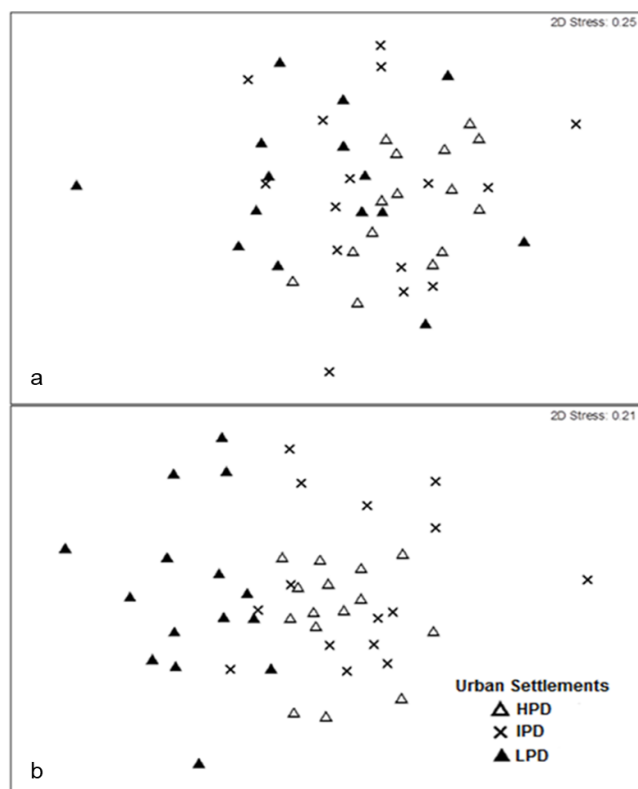 2D Stress: 0.25
a
2D Stress: 0.21
Urban Settlements
HPD
IPD
LPD
b